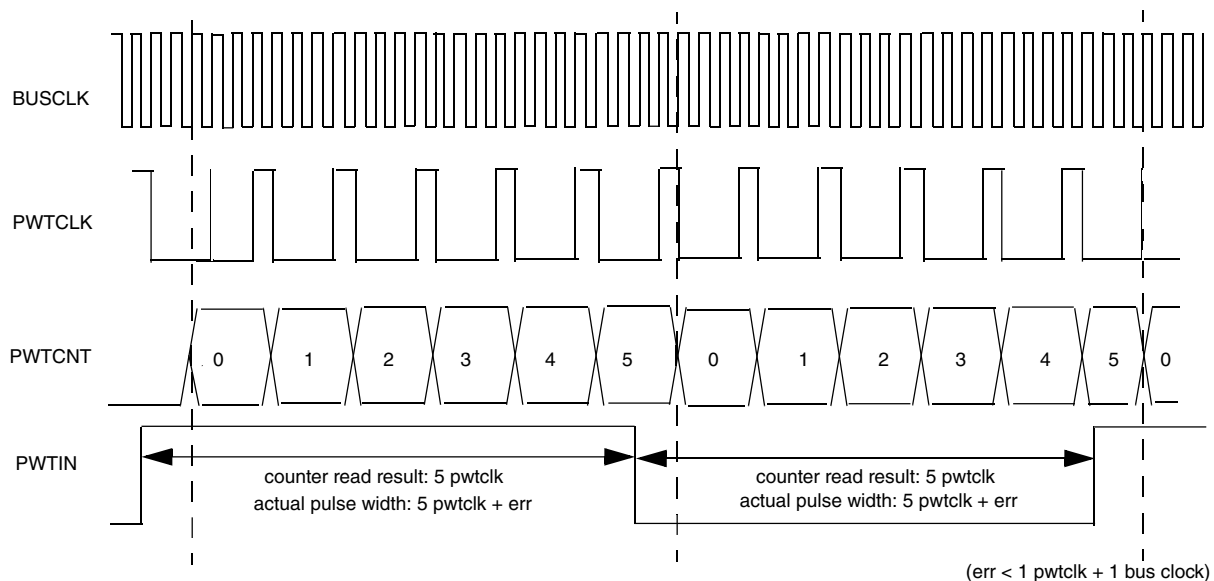 BUSCLK
PWTCLK
PWTCNT
0 1 2 3 4 5 0 1 2 3 4 5 0
PWTIN
counter read result: 5 pwtclk
actual pulse width: 5 pwtclk + err
counter read result: 5 pwtclk
actual pulse width: 5 pwtclk + err
(err < 1 pwtclk + 1 bus clock)